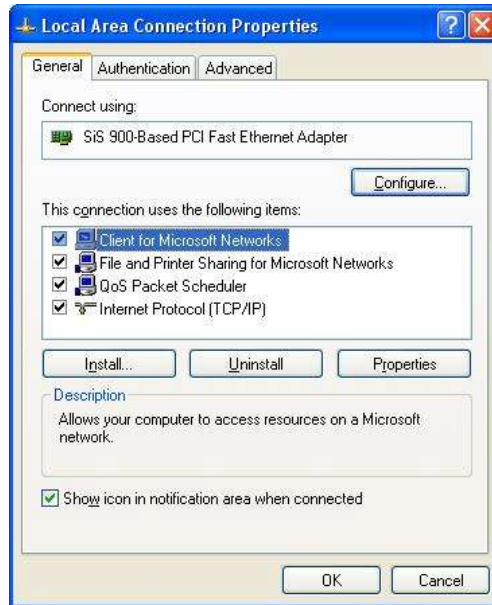 Local Area Connection Properties
General Authentication Advanced
Connect using:
SiS 900-Based PCI Fast Ethernet Adapter
Configure...
This connection uses the following items:
Client for Microsoft Networks
File and Printer Sharing for Microsoft Networks
QoS Packet Scheduler
Internet Protocol (TCP/IP)
Install... Uninstall Properties
Description
Allows your computer to access resources on a Microsoft
network.
Show icon in notification area when connected
OK Cancel